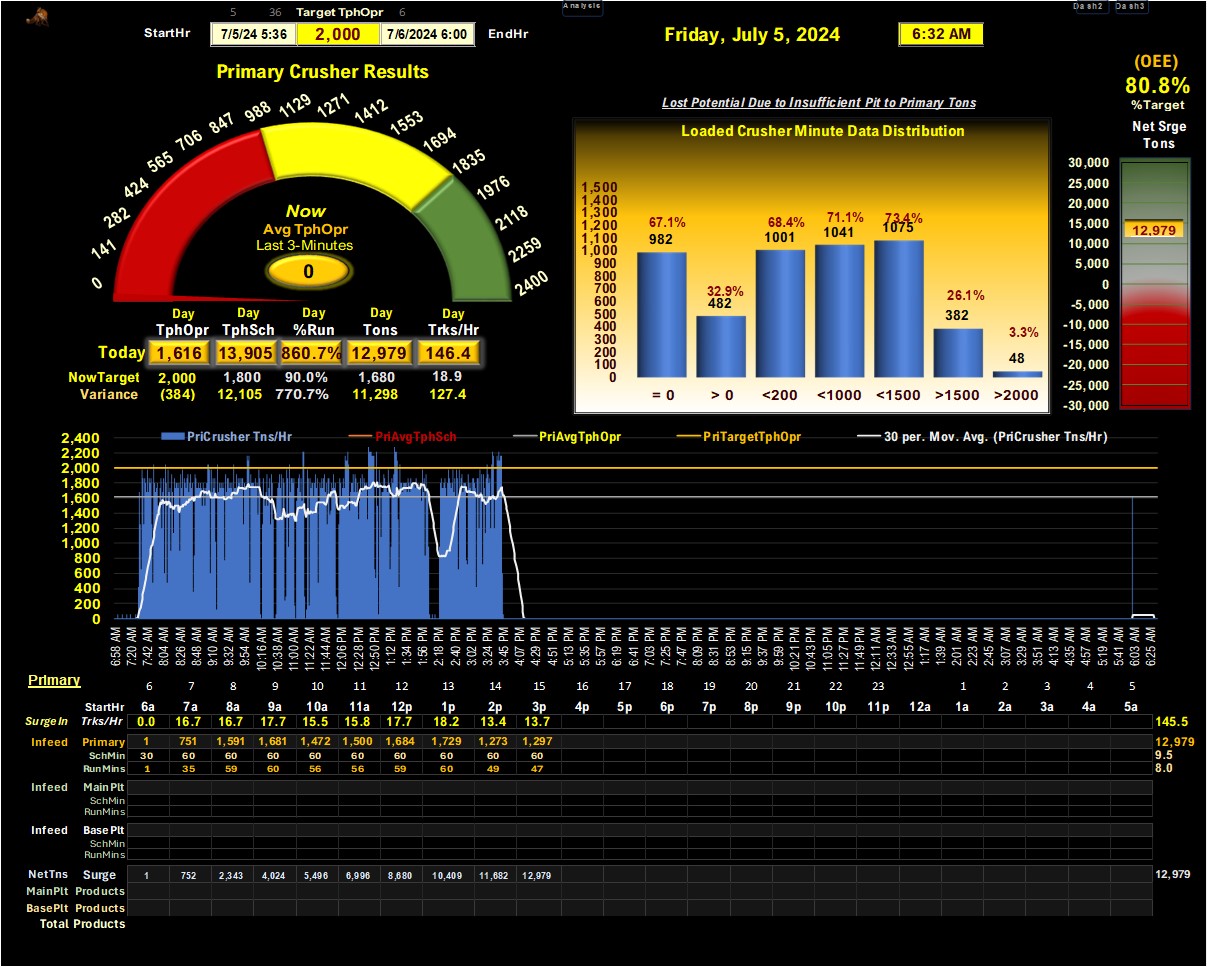 Analysis
Dash2 Dash3
5 36 Target TphOpr 6
StartHr 7/5/24 5:36 2,000 7/6/2024 6:00 EndHr
Friday, July 5, 2024
6:32 AM
(OEE)
80.8%
%Target
Net Srge
Tons
Primary Crusher Results
0 141 282 424 565 706 847 988 1129 1271 1412 1553 1694 1835 1976 2118 2259 2400
Now
Avg TphOpr
Last 3-Minutes
0
Day Day Day Day Day
TphOpr TphSch %Run Tons Trks/Hr
Today 1,616 13,905 860.7% 12,979 146.4
NowTarget 2,000 1,800 90.0% 1,680 18.9
Variance (384) 12,105 770.7% 11,298 127.4
Lost Potential Due to Insufficient Pit to Primary Tons
Loaded Crusher Minute Data Distribution
1,500
1,400
1,300
1,200
1,100
1,000
900
800
700
600
500
400
300
200
100
0
67.1% 32.9% 68.4% 71.1% 73.4% 26.1% 3.3%
982 482 1001 1041 1075 382 48
= 0 > 0 <200 <1000 <1500 >1500 >2000
30,000
25,000
20,000
15,000
10,000
5,000
0
-5,000
-10,000
-15,000
-20,000
-25,000
-30,000
12,979
PriCrusher Tns/Hr PriAvgTphSch PriAvgTphOpr PriTargetTphOpr 30 per. Mov. Avg. (PriCrusher Tns/Hr)
2,400
2,200
2,000
1,800
1,600
1,400
1,200
1,000
800
600
400
200
0
6:58 AM 7:20 AM 7:42 AM 8:04 AM 8:26 AM 8:48 AM 9:10 AM 9:32 AM 9:54 AM 10:16 AM 10:38 AM 11:00 AM 11:22 AM 11:44 AM 12:06 PM 12:28 PM 12:50 PM 1:12 PM 1:34 PM 1:56 PM 2:18 PM 2:40 PM 3:02 PM 3:24 PM 3:45 PM 4:07 PM 4:29 PM 4:51 PM 5:13 PM 5:35 PM 5:57 PM 6:19 PM 6:41 PM 7:03 PM 7:25 PM 7:47 PM 8:09 PM 8:31 PM 8:53 PM 9:15 PM 9:37 PM 9:59 PM 10:21 PM 10:43 PM 11:05 PM 11:27 PM 11:49 PM 12:11 AM 12:33 AM 12:55 AM 1:17 AM 1:39 AM 2:01 AM 2:23 AM 2:45 AM 3:07 AM 3:29 AM 3:51 AM 4:13 AM 4:35 AM 4:57 AM 5:19 AM 5:41 AM 6:03 AM 6:25 AM
Primary
6 7 8 9 10 11 12 13 14 15 16 17 18 19 20 21 22 23 1 2 3 4 5
StartHr 6a 7a 8a 9a 10a 11a 12p 1p 2p 3p 4p 5p 6p 7p 8p 9p 10p 11p 12a 1a 2a 3a 4a 5a
SurgeIn Trks/Hr 0.0 16.7 16.7 17.7 15.5 15.8 17.7 18.2 13.4 13.7 145.5
Infeed Primary 1 751 1,591 1,681 1,472 1,500 1,684 1,729 1,273 1,297 12,979
SchMin 30 60 60 60 60 60 60 60 60 60 9.5
RunMins 1 35 59 60 56 56 59 60 49 47 8.0
Infeed Main Plt
SchMin
RunMins
Infeed Base Plt
SchMin
RunMins
NetTns Surge 1 752 2,343 4,024 5,496 6,996 8,680 10,409 11,682 12,979 12,979
MainPlt Products
BasePlt Products
Total Products